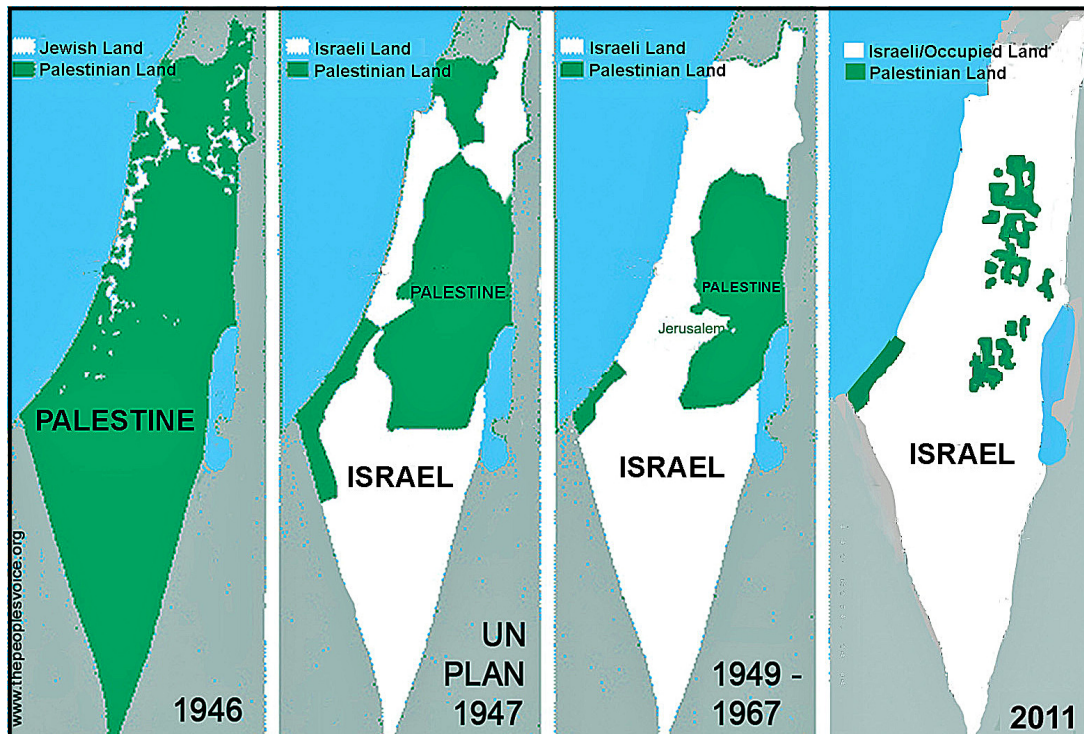 Jewish Land
Palestinian Land
PALESTINE
www.thepeoplesvoice.org
1946
Israeli Land
Palestinian Land
PALESTINE
ISRAEL
UN
PLAN
1947
Israeli Land
Palestinian Land
PALESTINE
Jerusalem
ISRAEL
1949 -
1967
Israeli/Occupied Land
Palestinian Land
ISRAEL
2011